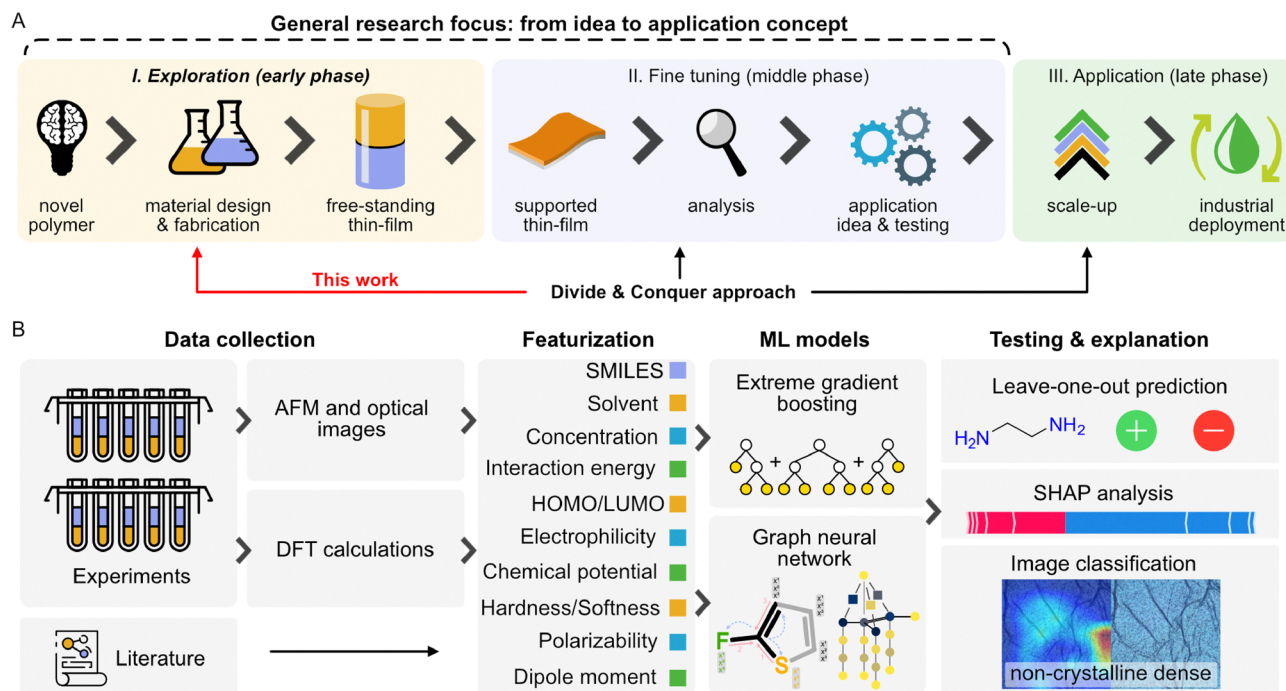 A
General research focus: from idea to application concept
I. Exploration (early phase)
II. Fine tuning (middle phase)
III. Application (late phase)
novel
polymer
material design
& fabrication
free-standing
thin-film
supported
thin-film
analysis
application
idea & testing
scale-up
industrial
deployment
This work
Divide & Conquer approach
B
Data collection
Featurization
ML models
Testing & explanation
Experiments
AFM and optical
images
DFT calculations
Literature
SMILES
Solvent
Concentration
Interaction energy
HOMO/LUMO
Electrophilicity
Chemical potential
Hardness/Softness
Polarizability
Dipole moment
Extreme gradient
boosting
+ +
Graph neural
network
F
S
Leave-one-out prediction
H₂N NH₂ + −
SHAP analysis
Image classification
non-crystalline dense